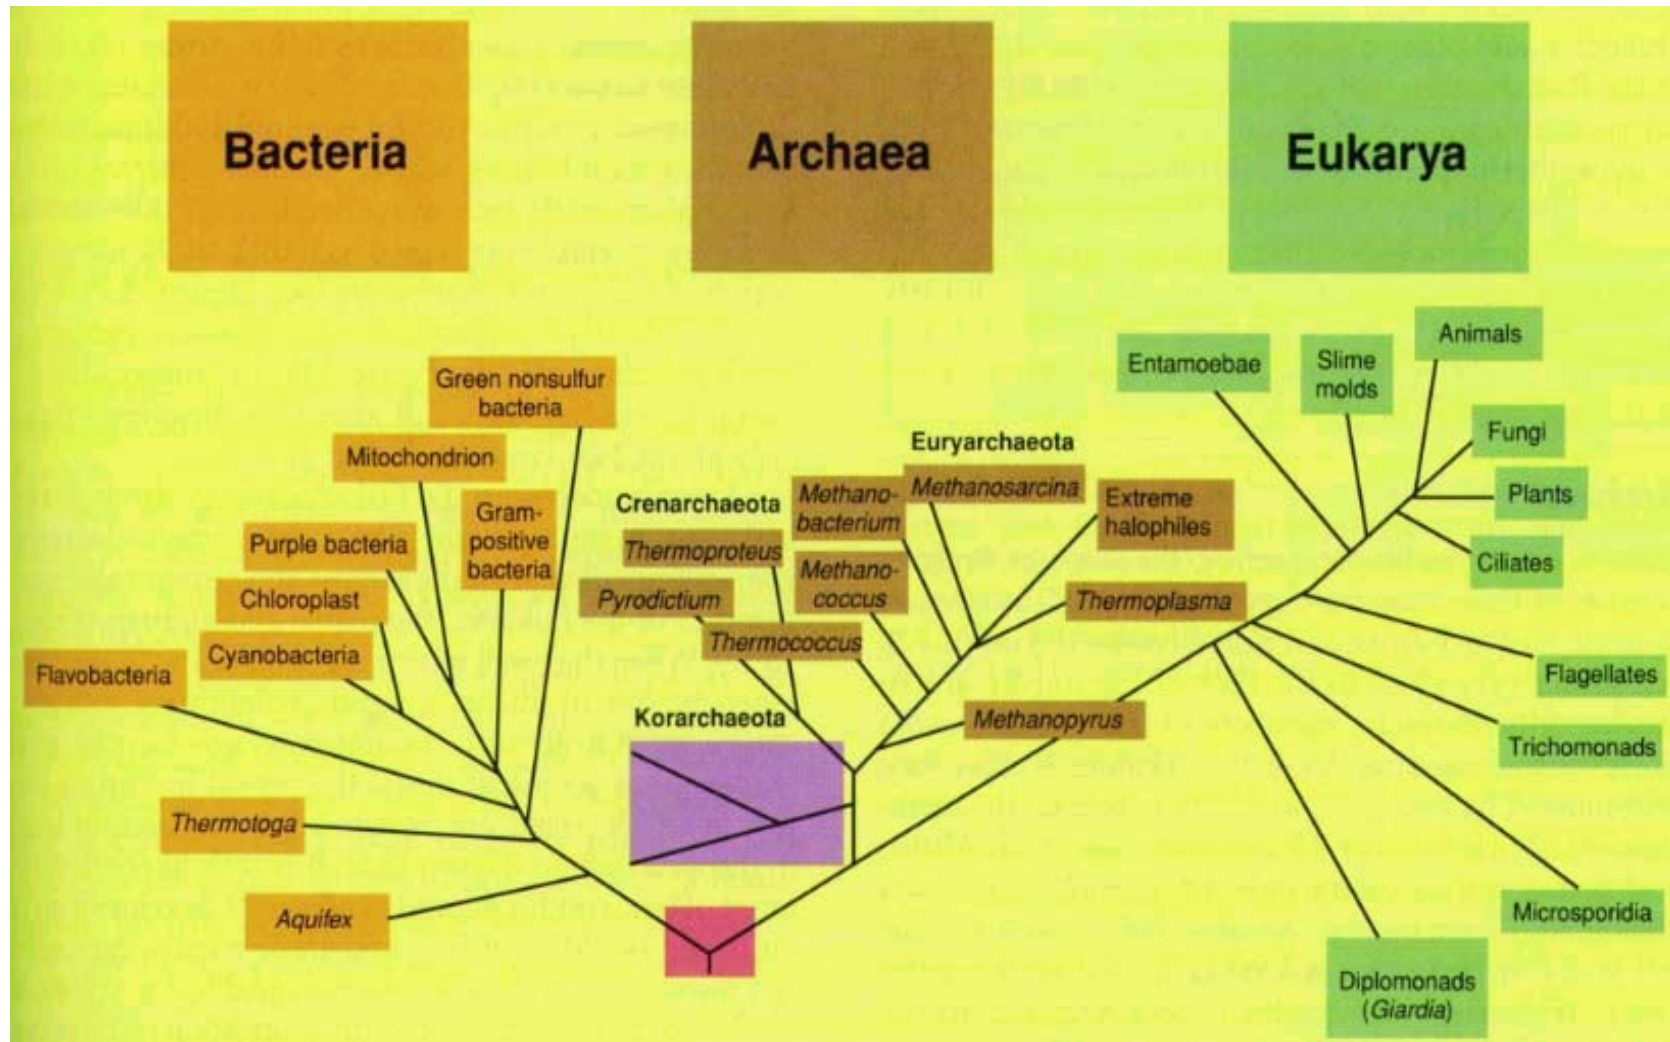 Bacteria
Archaea
Eukarya
Green nonsulfur
bacteria
Mitochondrion
Gram-
positive
bacteria
Purple bacteria
Chloroplast
Cyanobacteria
Flavobacteria
Thermotoga
Aquifex
Crenarchaeota
Thermoproteus
Pyrodictium
Thermococcus
Korarchaeota
Euryarchaeota
Methano-
bacterium
Methanosarcina
Methano-
coccus
Extreme
halophiles
Thermoplasma
Methanopyrus
Entamoebae
Slime
molds
Animals
Fungi
Plants
Ciliates
Flagellates
Trichomonads
Microsporidia
Diplomonads
(Giardia)